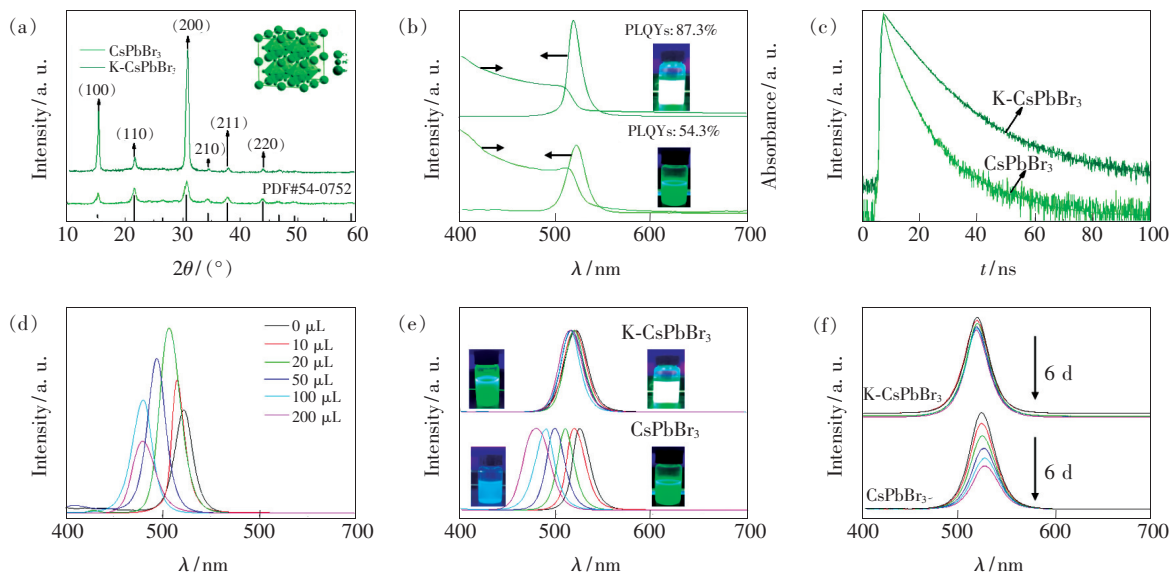 (a)
Intensity/a. u.
CsPbBr₃
K-CsPbBr₃
(100)
(110)
(200)
(210)
(211)
(220)
PDF#54-0752
10 20 30 40 50 60
2θ/(°)
(b)
Intensity/a. u.
PLQYs: 87.3%
PLQYs: 54.3%
Absorbance/a. u.
400 500 600 700
λ/nm
(c)
Intensity/a. u.
K-CsPbBr₃
CsPbBr₃
0 20 40 60 80 100
t/ns
(d)
Intensity/a. u.
0 μL
10 μL
20 μL
50 μL
100 μL
200 μL
400 500 600 700
λ/nm
(e)
Intensity/a. u.
K-CsPbBr₃
CsPbBr₃
400 500 600 700
λ/nm
(f)
Intensity/a. u.
K-CsPbBr₃
6 d
CsPbBr₃
6 d
400 500 600 700
λ/nm